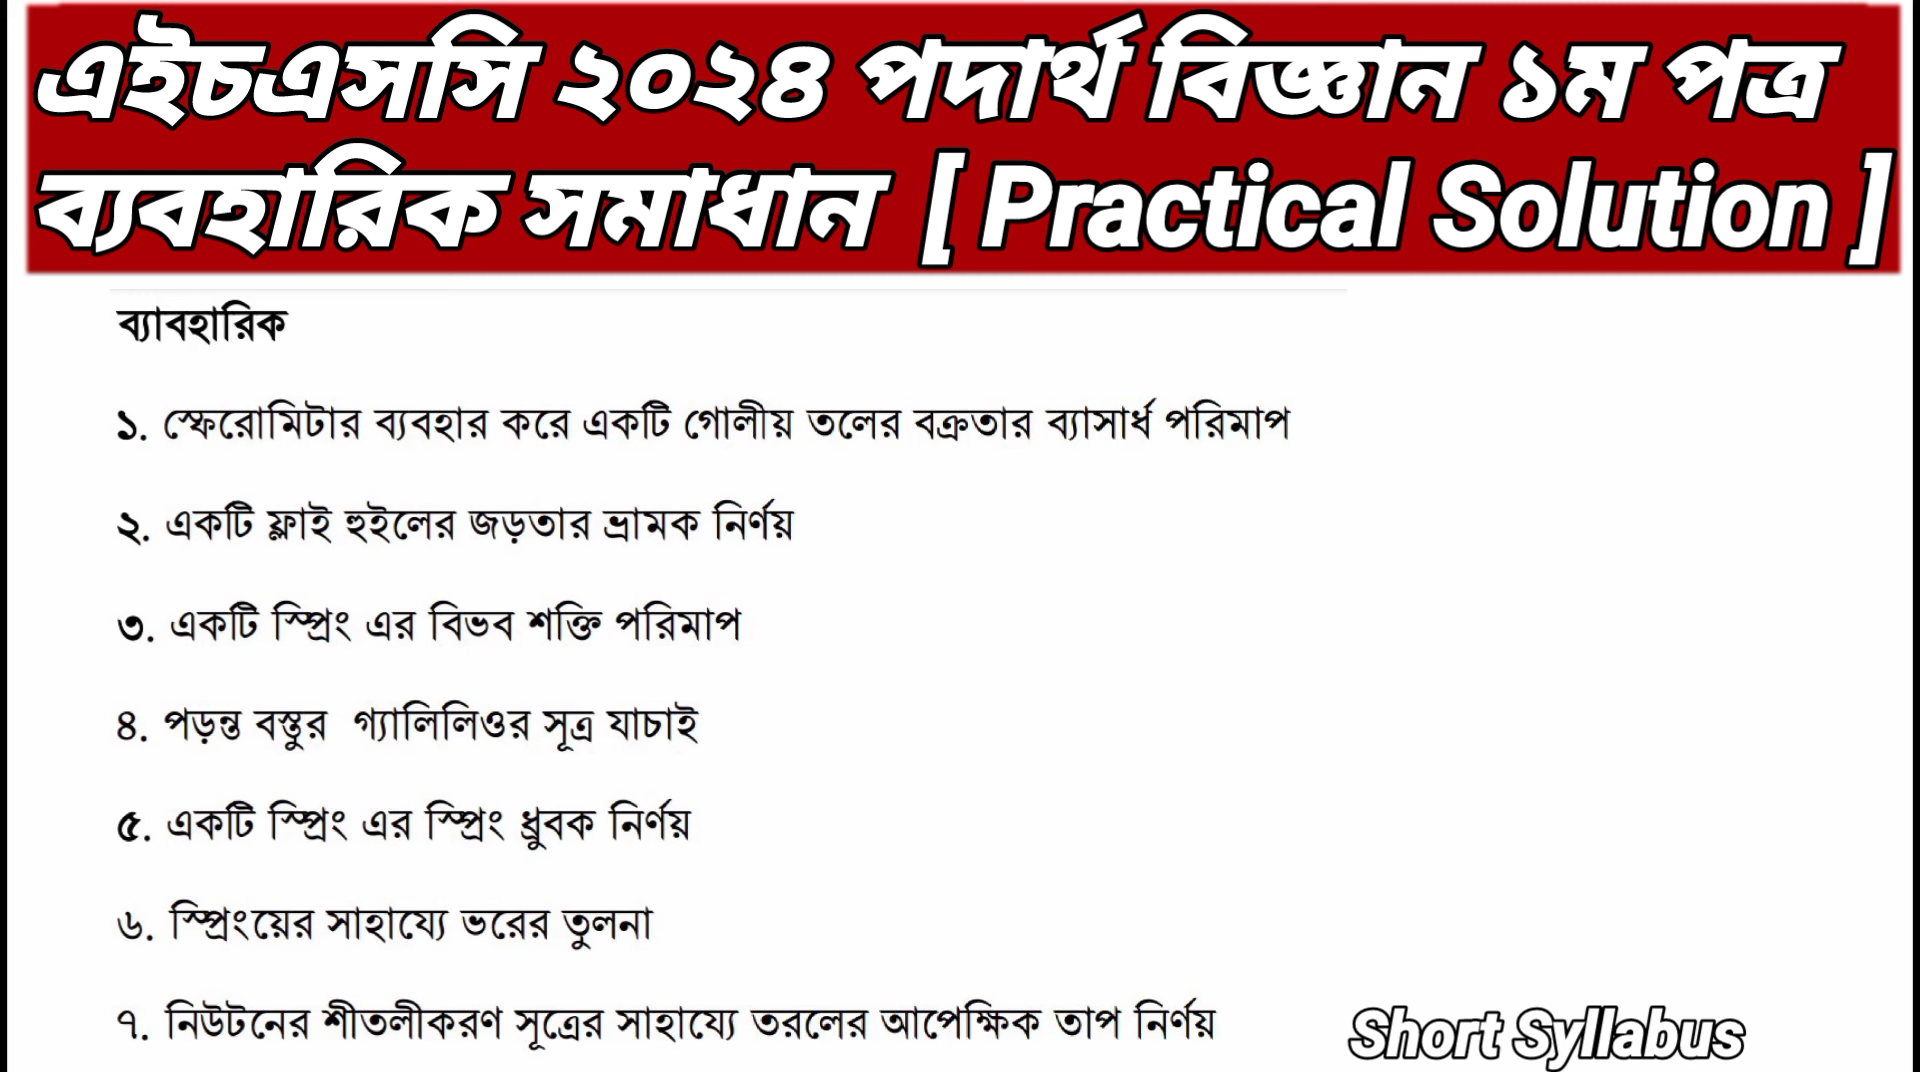 এইচএসসি ২০২৪ পদার্থ বিজ্ঞান ১ম পত্র
ব্যবহারিক সমাধান [ Practical Solution ]
ব্যাবহারিক
১. স্ফেরোমিটার ব্যবহার করে একটি গোলীয় তলের বক্রতার ব্যাসার্ধ পরিমাপ
২. একটি ফ্লাই হুইলের জড়তার ভ্রামক নির্ণয়
৩. একটি স্প্রিং এর বিভব শক্তি পরিমাপ
৪. পড়ন্ত বস্তুর গ্যালিলিওর সূত্র যাচাই
৫. একটি স্প্রিং এর স্প্রিং ধ্রুবক নির্ণয়
৬. স্প্রিংয়ের সাহায্যে ভরের তুলনা
৭. নিউটনের শীতলীকরণ সূত্রের সাহায্যে তরলের আপেক্ষিক তাপ নির্ণয়
Short Syllabus